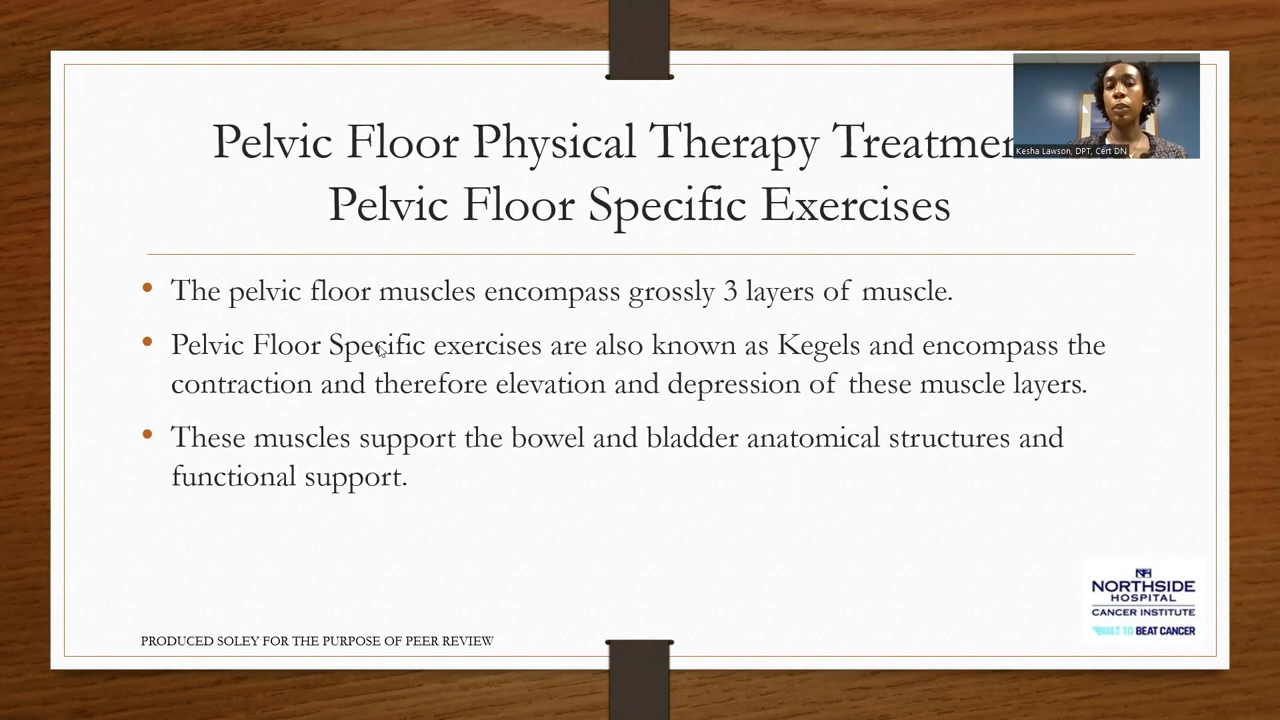 Pelvic Floor Physical Therapy
Kesha Lawson, DPT, Cert DN
Pelvic Floor Specific Exercises
• The pelvic floor muscles encompass grossly 3 layers of muscle.
• Pelvic Floor Specific exercises are also known as Kegels and encompass the
contraction and therefore elevation and depression of these muscle layers.
• These muscles support the bowel and bladder anatomical structures and
functional support.
NORTHSIDE
HOSPITAL
CANCER INSTITUTE
BUILT TO BEAT CANCER
PRODUCED SOLEY FOR THE PURPOSE OF PEER REVIEW